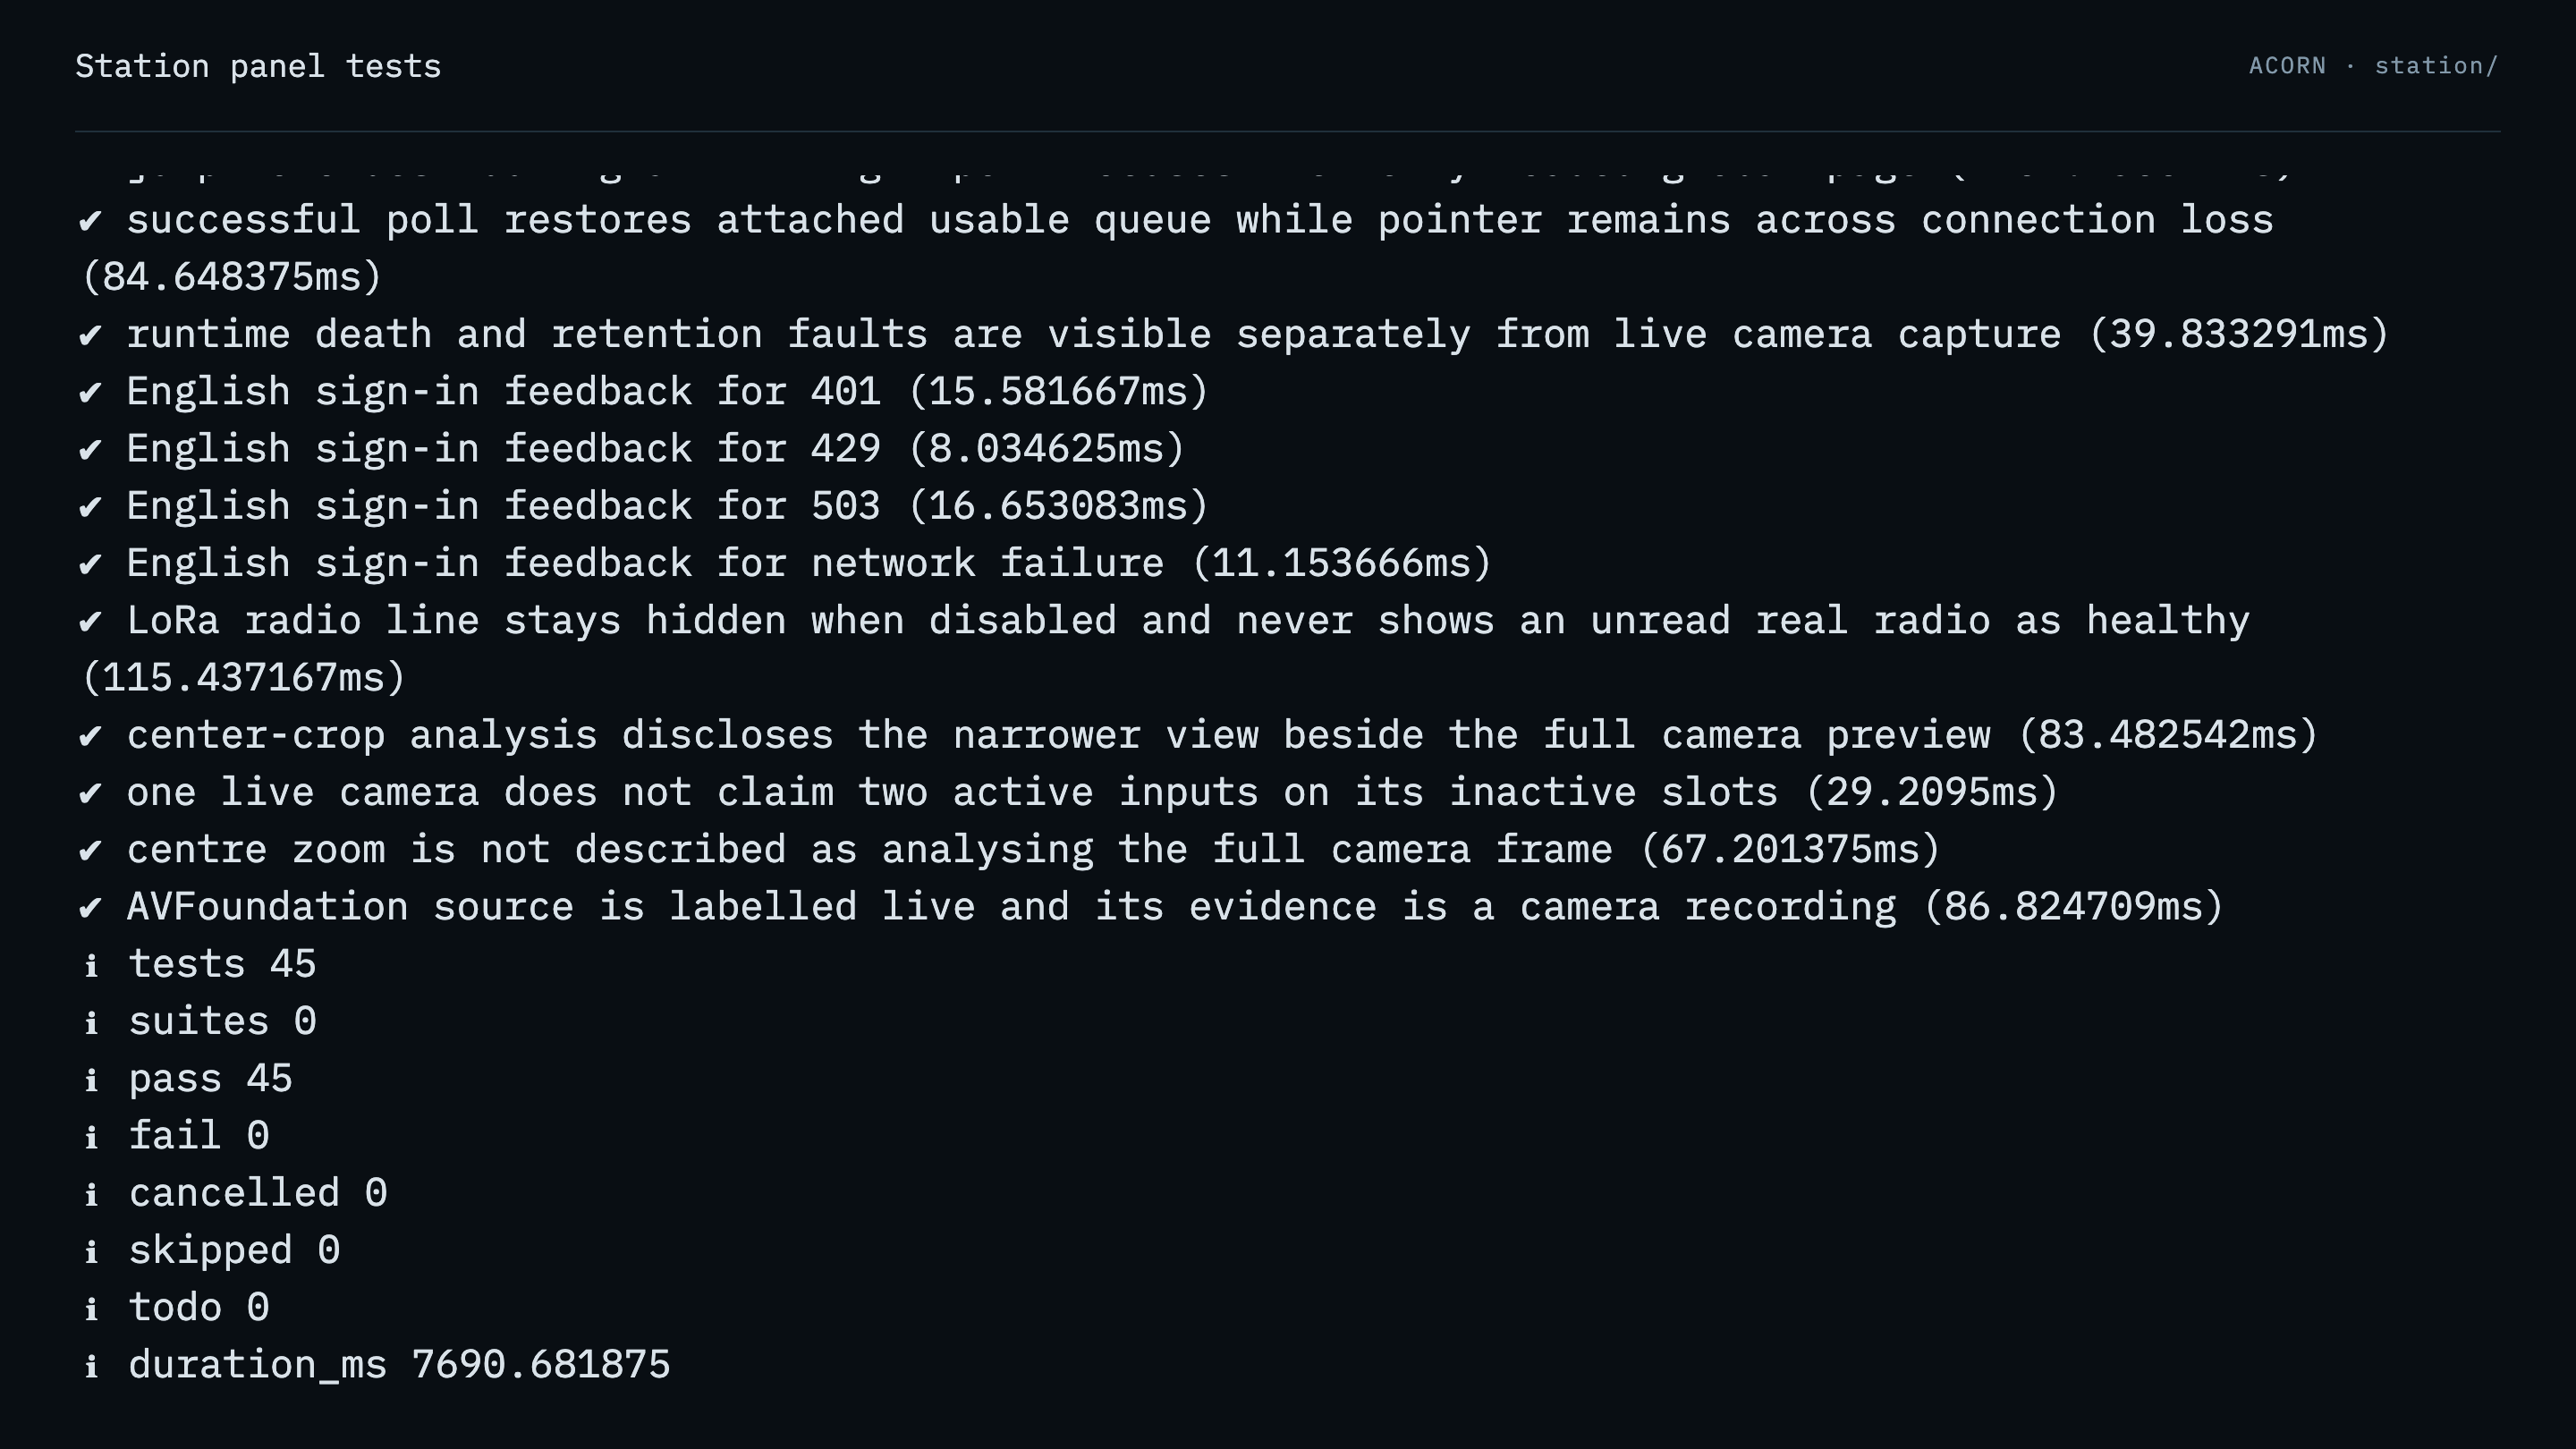 Station panel tests
ACORN · station/
✔ successful poll restores attached usable queue while pointer remains across connection loss
(84.648375ms)
✔ runtime death and retention faults are visible separately from live camera capture (39.833291ms)
✔ English sign-in feedback for 401 (15.581667ms)
✔ English sign-in feedback for 429 (8.034625ms)
✔ English sign-in feedback for 503 (16.653083ms)
✔ English sign-in feedback for network failure (11.153666ms)
✔ LoRa radio line stays hidden when disabled and never shows an unread real radio as healthy
(115.437167ms)
✔ center-crop analysis discloses the narrower view beside the full camera preview (83.482542ms)
✔ one live camera does not claim two active inputs on its inactive slots (29.2095ms)
✔ centre zoom is not described as analysing the full camera frame (67.201375ms)
✔ AVFoundation source is labelled live and its evidence is a camera recording (86.824709ms)
ℹ tests 45
ℹ suites 0
ℹ pass 45
ℹ fail 0
ℹ cancelled 0
ℹ skipped 0
ℹ todo 0
ℹ duration_ms 7690.681875